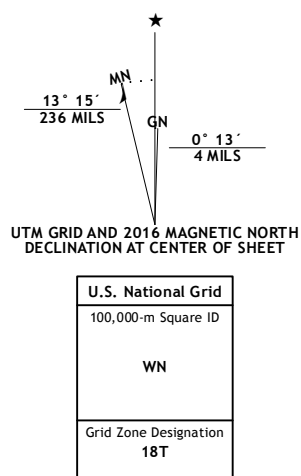 ★
MN
13° 15´
236 MILS
GN
0° 13´
4 MILS
UTM GRID AND 2016 MAGNETIC NORTH
DECLINATION AT CENTER OF SHEET
U.S. National Grid
100,000-m Square ID
WN
Grid Zone Designation
18T